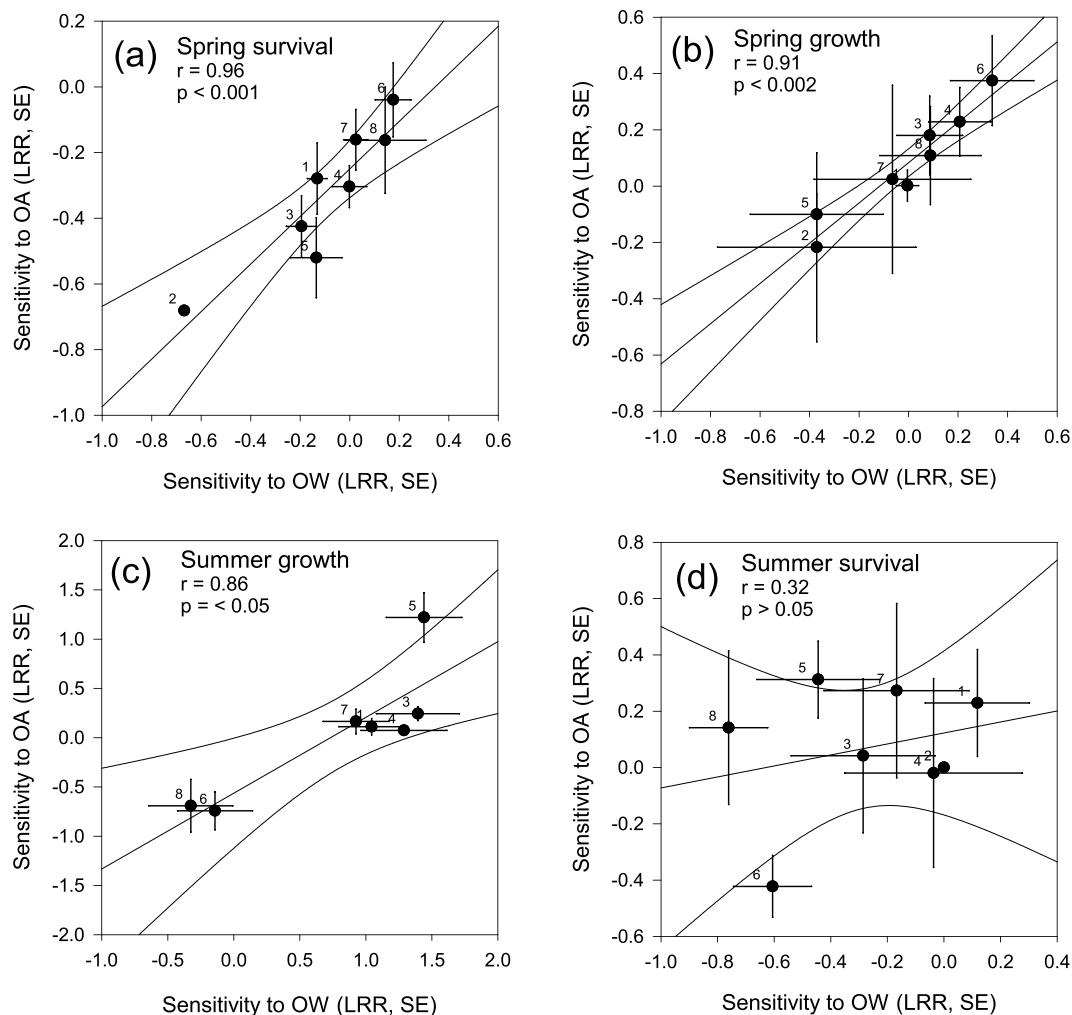 (a)
Spring survival
r = 0.96
p < 0.001
0.2
0.0
-0.2
-0.4
-0.6
-0.8
-1.0
6
7
8
1
4
3
5
2
-1.0 -0.8 -0.6 -0.4 -0.2 0.0 0.2 0.4 0.6
Sensitivity to OW (LRR, SE)
Sensitivity to OA (LRR, SE)
(b)
Spring growth
r = 0.91
p < 0.002
0.6
0.4
0.2
0.0
-0.2
-0.4
-0.6
-0.8
6
4
3
8
7
1
5
2
-1.0 -0.8 -0.6 -0.4 -0.2 0.0 0.2 0.4 0.6
Sensitivity to OW (LRR, SE)
Sensitivity to OA (LRR, SE)
(c)
Summer growth
r = 0.86
p = < 0.05
2.0
1.5
1.0
0.5
0.0
-0.5
-1.0
-1.5
-2.0
5
3
7
1
4
8
6
-1.0 -0.5 0.0 0.5 1.0 1.5 2.0
Sensitivity to OW (LRR, SE)
Sensitivity to OA (LRR, SE)
(d)
Summer survival
r = 0.32
p > 0.05
0.8
0.6
0.4
0.2
0.0
-0.2
-0.4
-0.6
5
7
1
8
3
2
4
6
-1.0 -0.8 -0.6 -0.4 -0.2 0.0 0.2 0.4
Sensitivity to OW (LRR, SE)
Sensitivity to OA (LRR, SE)